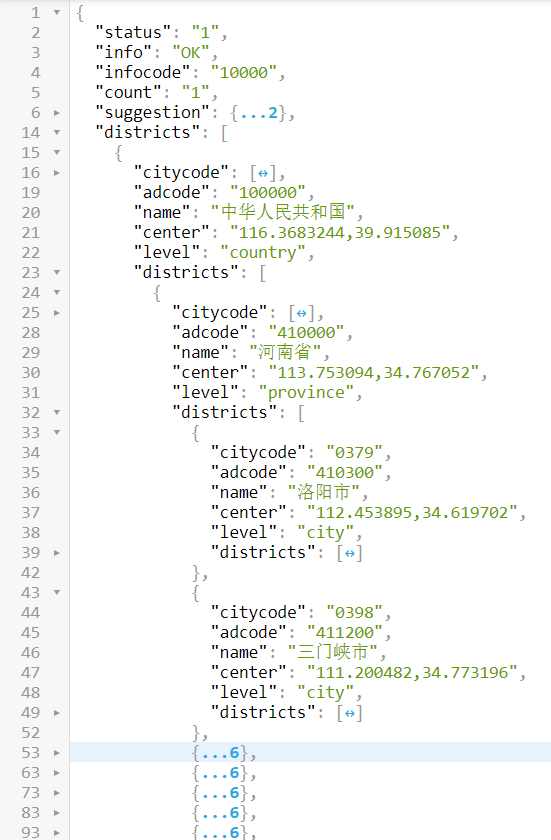 1 {
2 "status": "1",
3 "info": "OK",
4 "infocode": "10000",
5 "count": "1",
6 "suggestion": {...2},
14 "districts": [
15 {
16 "citycode": [↔],
19 "adcode": "100000",
20 "name": "中华人民共和国",
21 "center": "116.3683244,39.915085",
22 "level": "country",
23 "districts": [
24 {
25 "citycode": [↔],
28 "adcode": "410000",
29 "name": "河南省",
30 "center": "113.753094,34.767052",
31 "level": "province",
32 "districts": [
33 {
34 "citycode": "0379",
35 "adcode": "410300",
36 "name": "洛阳市",
37 "center": "112.453895,34.619702",
38 "level": "city",
39 "districts": [↔]
42 },
43 {
44 "citycode": "0398",
45 "adcode": "411200",
46 "name": "三门峡市",
47 "center": "111.200482,34.773196",
48 "level": "city",
49 "districts": [↔]
52 },
53 {...6},
63 {...6},
73 {...6},
83 {...6},
93 {...6},